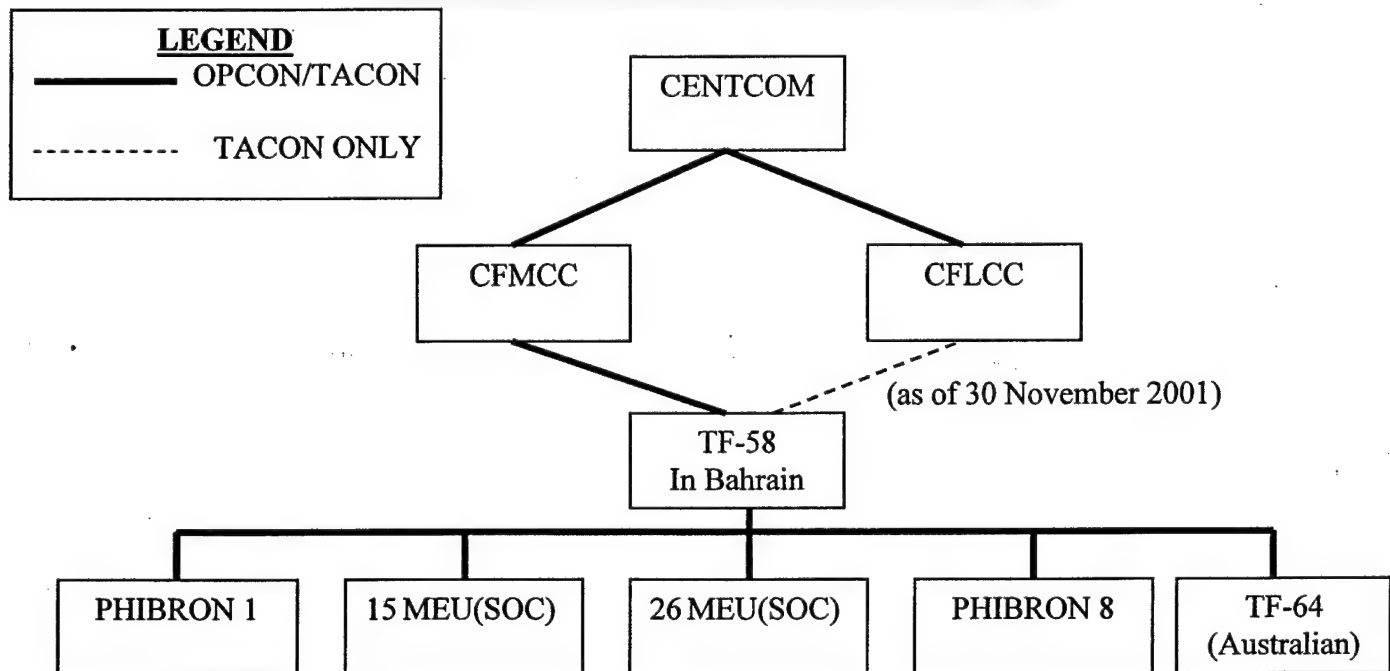 LEGEND
OPCON/TACON
TACON ONLY
CENTCOM
CFMCC
CFLCC
(as of 30 November 2001)
TF-58
In Bahrain
PHIBRON 1
15 MEU(SOC)
26 MEU(SOC)
PHIBRON 8
TF-64
(Australian)